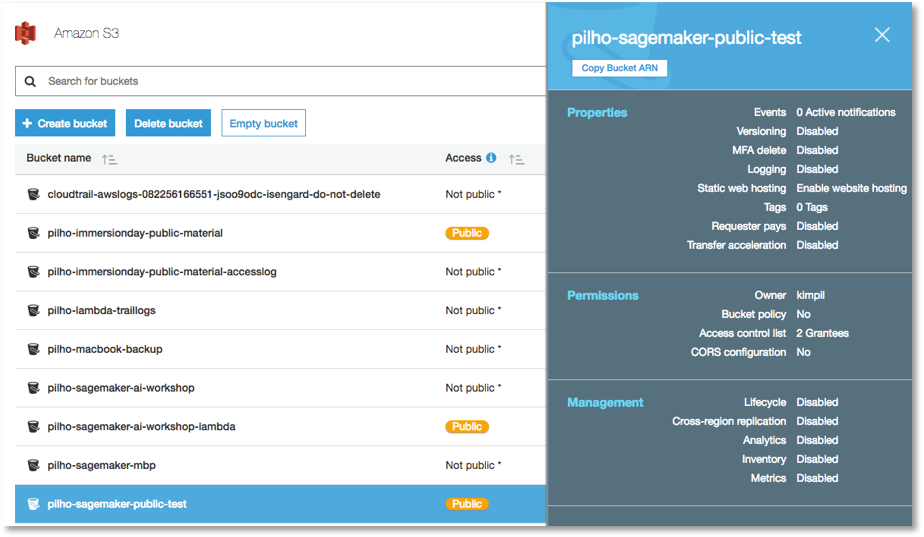 Amazon S3
Search for buckets
+ Create bucket
Delete bucket
Empty bucket
Bucket name
Access
cloudtrail-awslogs-082256166551-jsoo9odc-isengard-do-not-delete
Not public *
pilho-immersionday-public-material
Public
pilho-immersionday-public-material-accesslog
Not public *
pilho-lambda-traillogs
Not public *
pilho-macbook-backup
Not public *
pilho-sagemaker-ai-workshop
Not public *
pilho-sagemaker-ai-workshop-lambda
Public
pilho-sagemaker-mbp
Not public *
pilho-sagemaker-public-test
Public
pilho-sagemaker-public-test
Copy Bucket ARN
Properties
Events 0 Active notifications
Versioning Disabled
MFA delete Disabled
Logging Disabled
Static web hosting Enable website hosting
Tags 0 Tags
Requester pays Disabled
Transfer acceleration Disabled
Permissions
Owner kimpil
Bucket policy No
Access control list 2 Grantees
CORS configuration No
Management
Lifecycle Disabled
Cross-region replication Disabled
Analytics Disabled
Inventory Disabled
Metrics Disabled